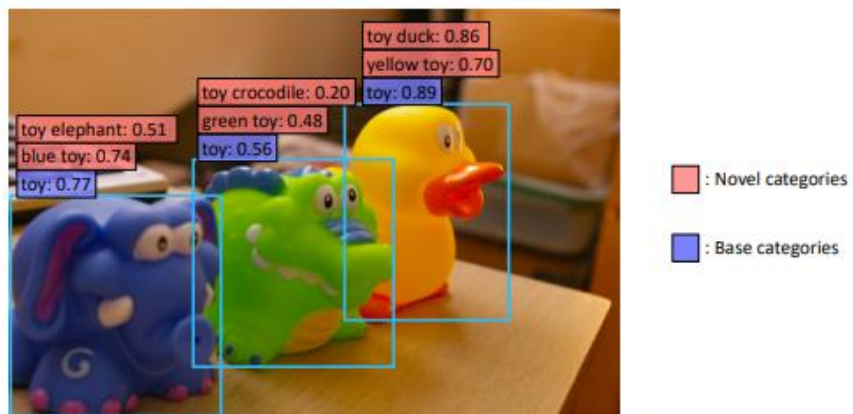 toy duck: 0.86
yellow toy: 0.70
toy: 0.89
toy crocodile: 0.20
green toy: 0.48
toy: 0.56
toy elephant: 0.51
blue toy: 0.74
toy: 0.77
: Novel categories
: Base categories